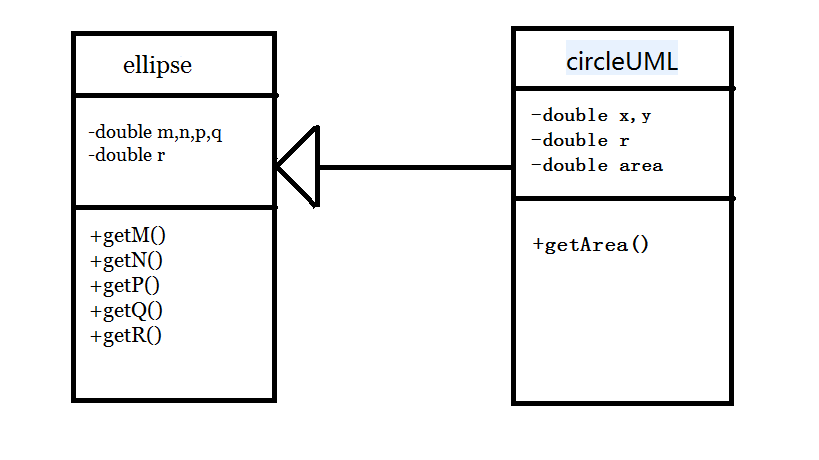 ellipse
-double m,n,p,q
-double r
+getM()
+getN()
+getP()
+getQ()
+getR()
circleUML
-double x,y
-double r
-double area
+getArea()